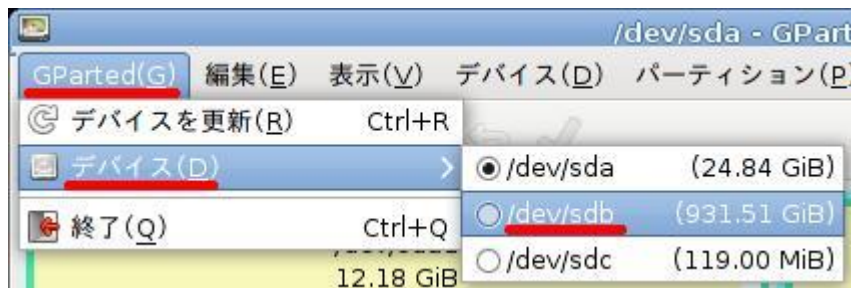 /dev/sda - GPart
GParted(G) 編集(E) 表示(V) デバイス(D) パーティション(P)
デバイスを更新(R) Ctrl+R
デバイス(D)
/dev/sda (24.84 GiB)
/dev/sdb (931.51 GiB)
終了(Q) Ctrl+Q
/dev/sdc (119.00 MiB)
12.18 GiB